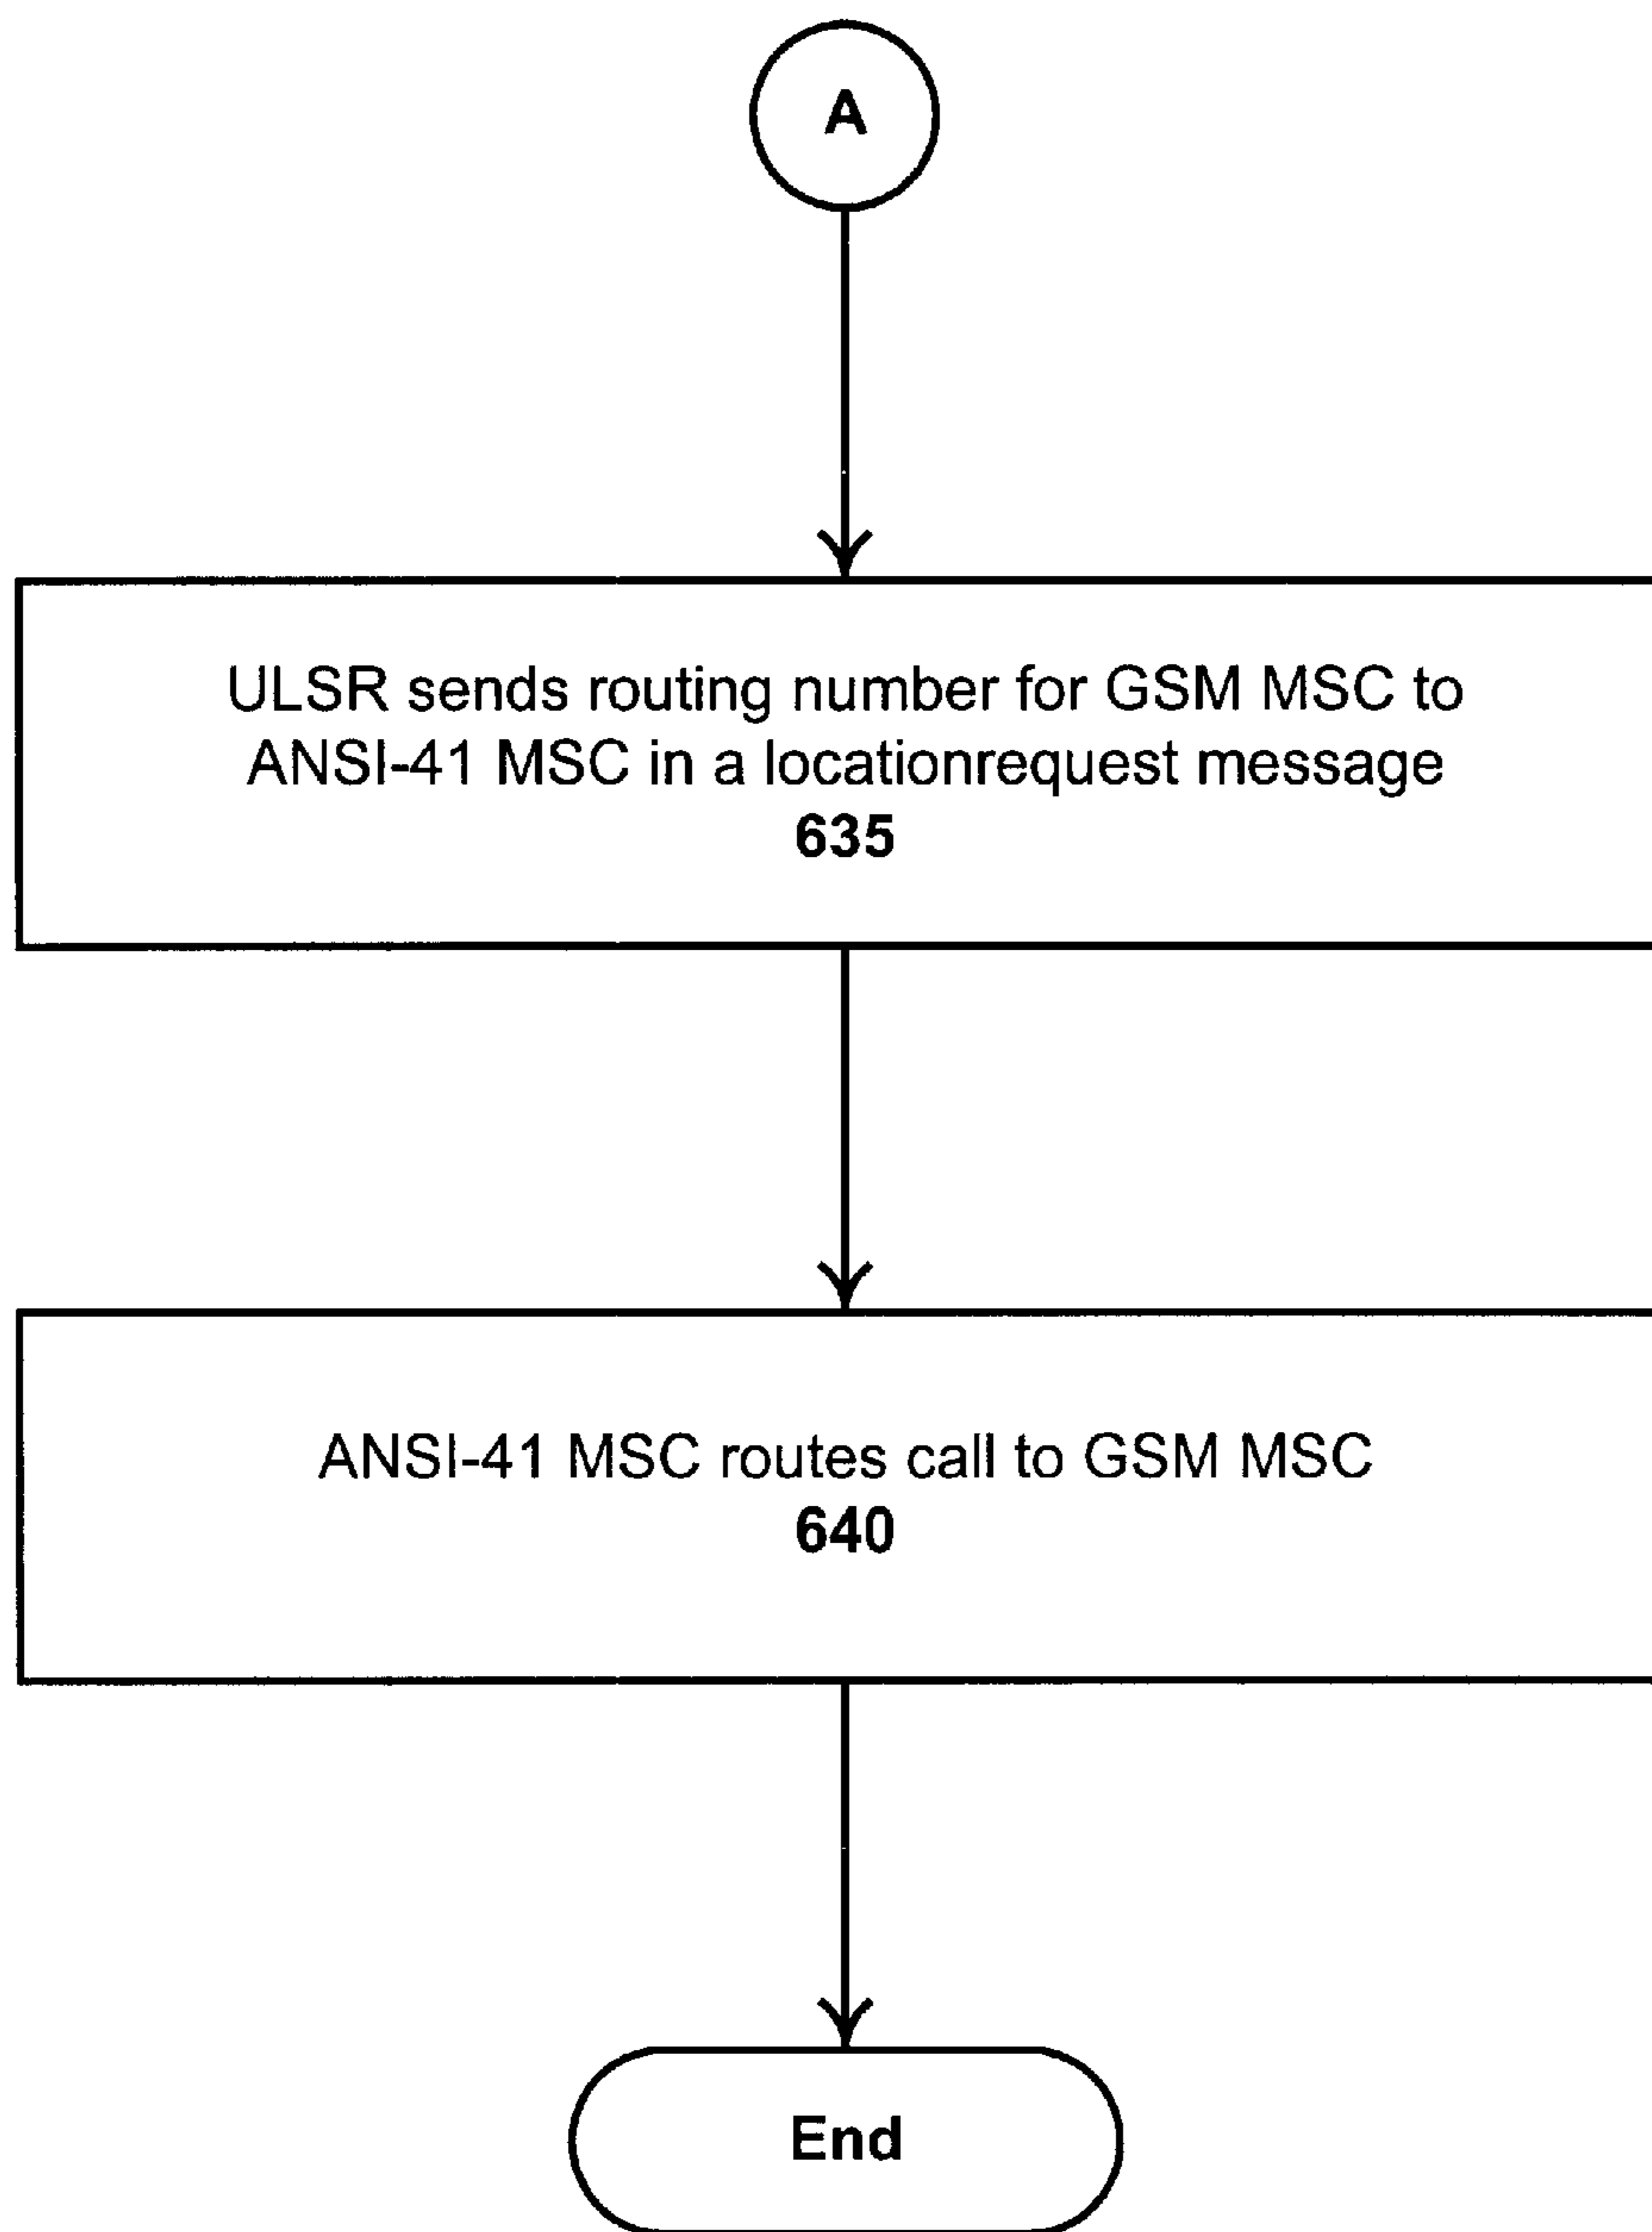 A
ULSR sends routing number for GSM MSC to
ANSI-41 MSC in a locationrequest message
635
ANSI-41 MSC routes call to GSM MSC
640
End